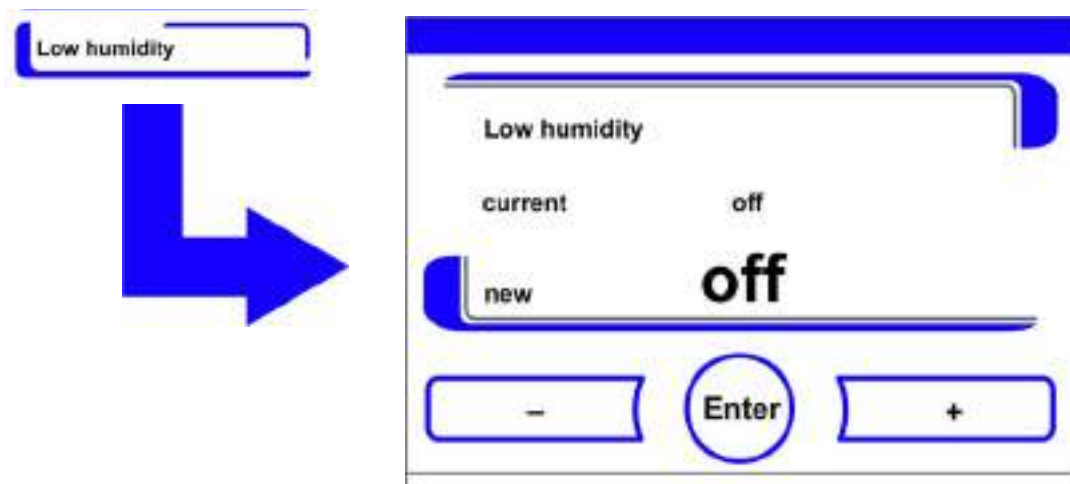 Low humidity
Low humidity
current off
new off
– Enter +